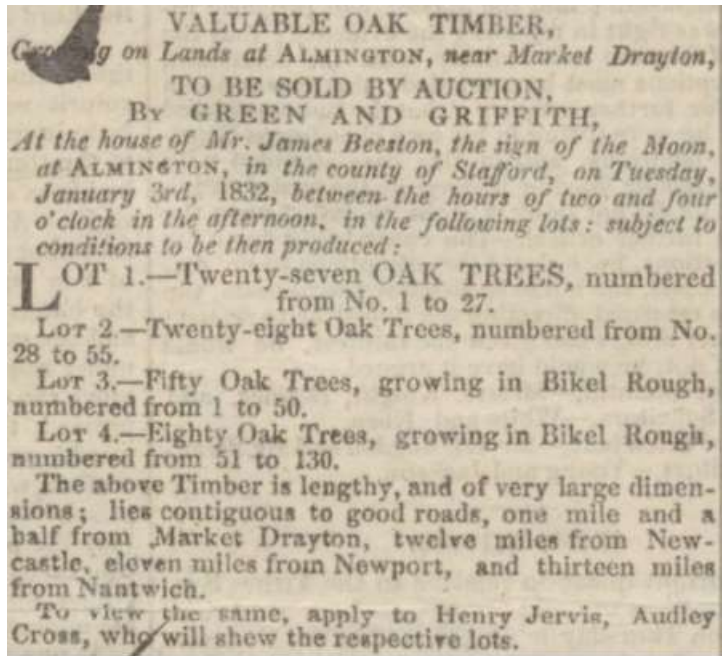 VALUABLE OAK TIMBER,
Growing on Lands at ALMINGTON, near Market Drayton,
TO BE SOLD BY AUCTION,
By GREEN AND GRIFFITH,
At the house of Mr. James Beeston, the sign of the Moon,
at ALMINGTON, in the county of Stafford, on Tuesday,
January 3rd, 1832, between the hours of two and four
o'clock in the afternoon, in the following lots: subject to
conditions to be then produced:
LOT 1.—Twenty-seven OAK TREES, numbered
from No. 1 to 27.
LOT 2.—Twenty-eight Oak Trees, numbered from No.
28 to 55.
LOT 3.—Fifty Oak Trees, growing in Bikel Rough,
numbered from 1 to 50.
LOT 4.—Eighty Oak Trees, growing in Bikel Rough,
numbered from 51 to 130.
The above Timber is lengthy, and of very large dimen-
sions; lies contiguous to good roads, one mile and a
half from Market Drayton, twelve miles from New-
castle, eleven miles from Newport, and thirteen miles
from Nantwich.
To view the same, apply to Henry Jervis, Audley
Cross, who will shew the respective lots.